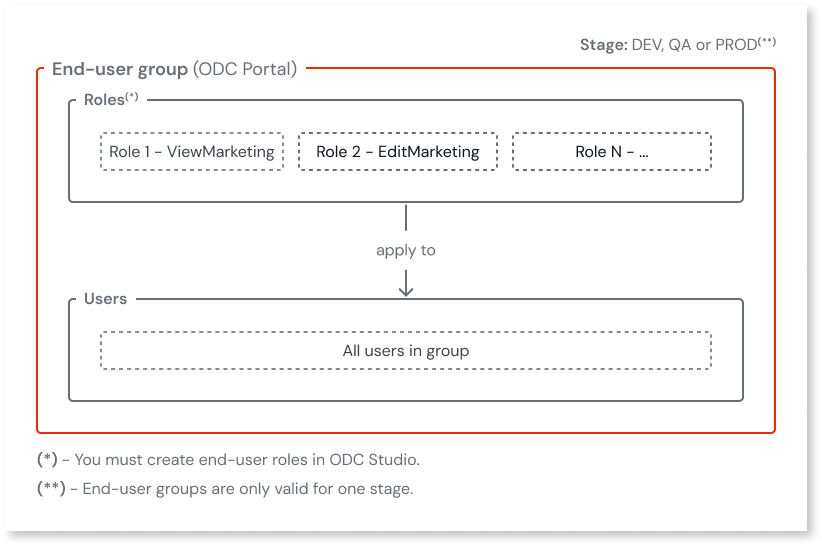 Stage: DEV, QA or PROD(**)
End-user group (ODC Portal)
Roles(*)
Role 1 - ViewMarketing
Role 2 - EditMarketing
Role N - ...
apply to
Users
All users in group
(*) - You must create end-user roles in ODC Studio.
(**) - End-user groups are only valid for one stage.